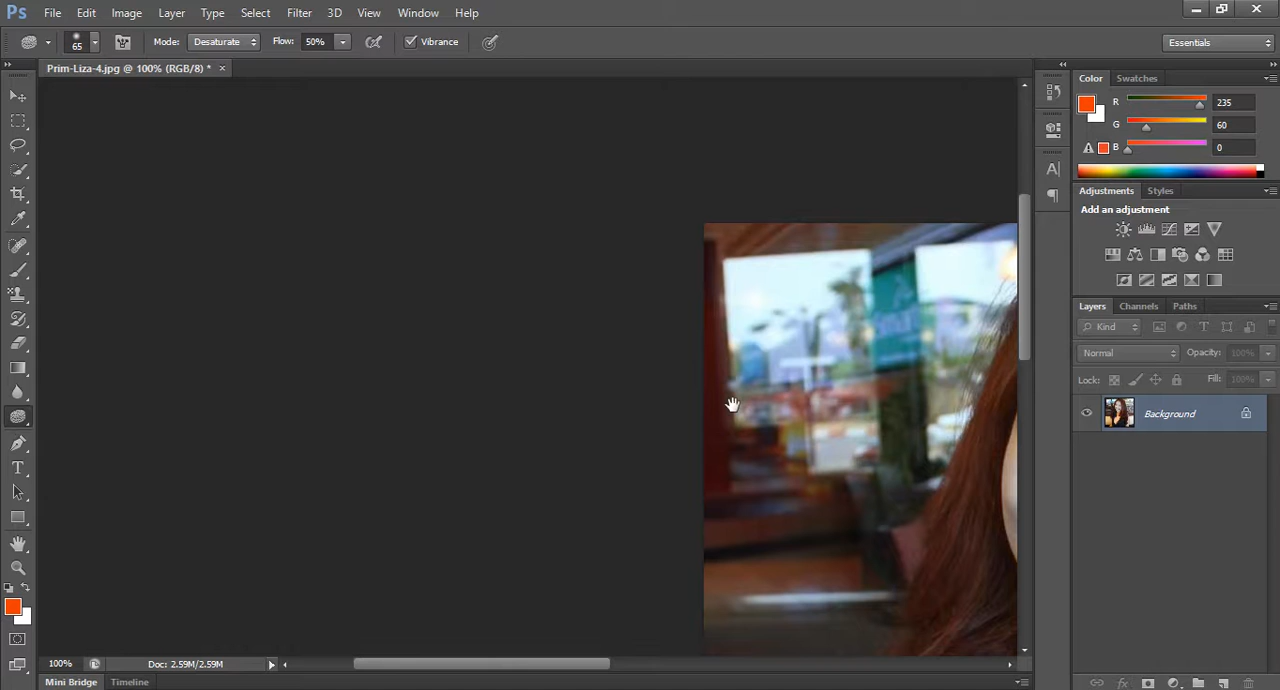 Ps File Edit Image Layer Type Select Filter 3D View Window Help
65 Mode: Desaturate Flow: 50% Vibrance Essentials
Prim-Liza-4.jpg @ 100% (RGB/8) * ×
Color Swatches
R 235
G 60
B 0
Adjustments Styles
Add an adjustment
Layers Channels Paths
Kind
Normal Opacity: 100%
Lock: Fill: 100%
Background
100% Doc: 2.59M/2.59M
Mini Bridge Timeline